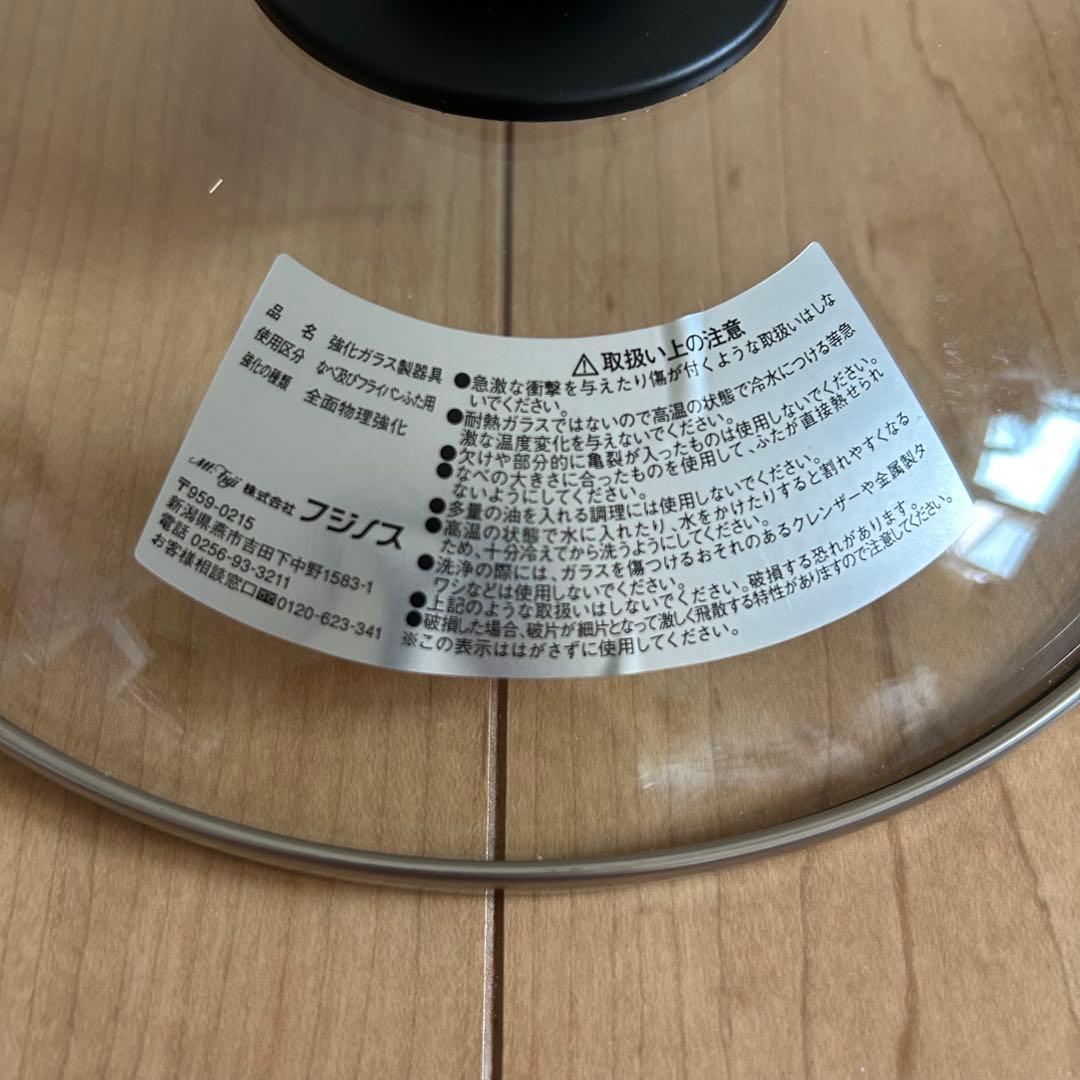 品名 強化ガラス製器具
使用区分 なべ及びフライパンふた用
強化の種類 全面物理強化
Mt.Fuji 株式会社 フジノス
〒959-0215
新潟県燕市吉田下中野1583-1
電話 0256-93-3211
お客様相談窓口 0120-623-341
⚠取扱い上の注意
●急激な衝撃を与えたり傷が付くような取扱いはしな
いでください。
●耐熱ガラスではないので高温の状態で冷水につける等急
激な温度変化を与えないでください。
●欠けや部分的に亀裂が入ったものは使用しないでください。
●なべの大きさに合ったものを使用して、ふたが直接熱せられ
ないようにしてください。
●多量の油を入れる調理には使用しないでください。
●高温の状態で水に入れたり、水をかけたりすると割れやすくなる
ため、十分冷えてから洗うようにしてください。
●洗浄の際には、ガラスを傷つけるおそれのあるクレンザーや金属製タ
ワシなどは使用しないでください。
●上記のような取扱いはしないでください。破損する恐れがあります。
●破損した場合、破片が細片となって激しく飛散する特性がありますので注意してください。
※この表示ははがさずに使用してください。